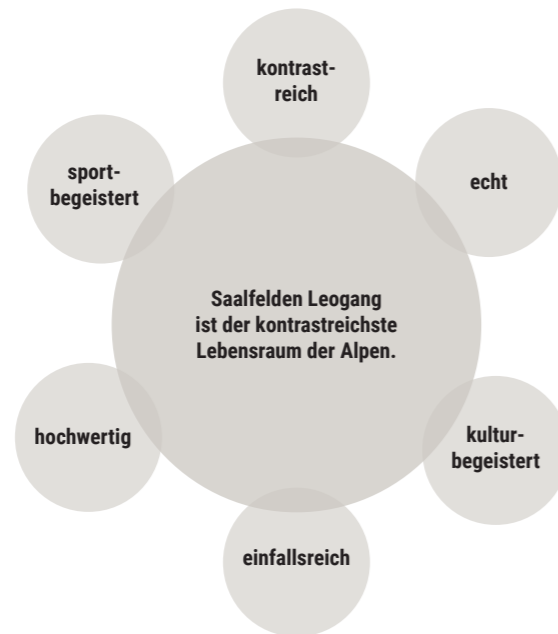 kontrast-
reich
sport-
begeistert
echt
Saalfelden Leogang
ist der kontrastreichste
Lebensraum der Alpen.
hochwertig
kultur-
begeistert
einfallsreich